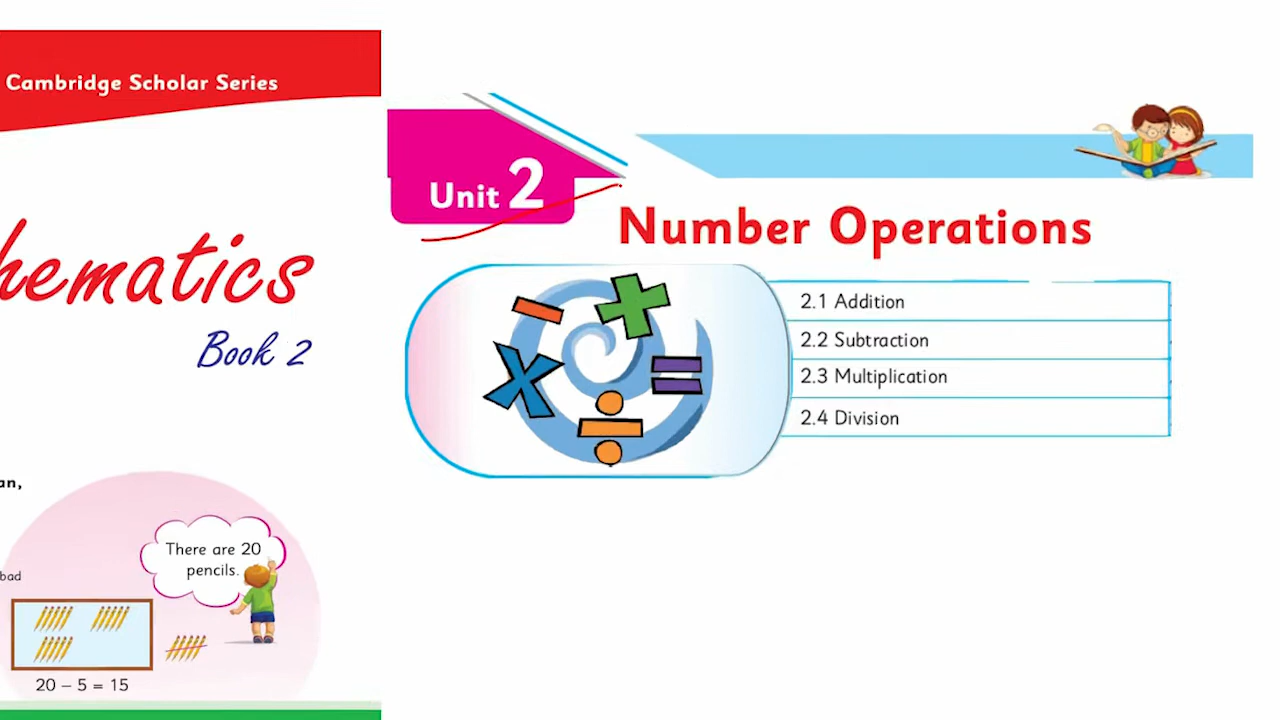 Cambridge Scholar Series
hematics
Book 2
an,
There are 20
pencils.
bad
20 – 5 = 15
Unit 2
Number Operations
2.1 Addition
2.2 Subtraction
2.3 Multiplication
2.4 Division